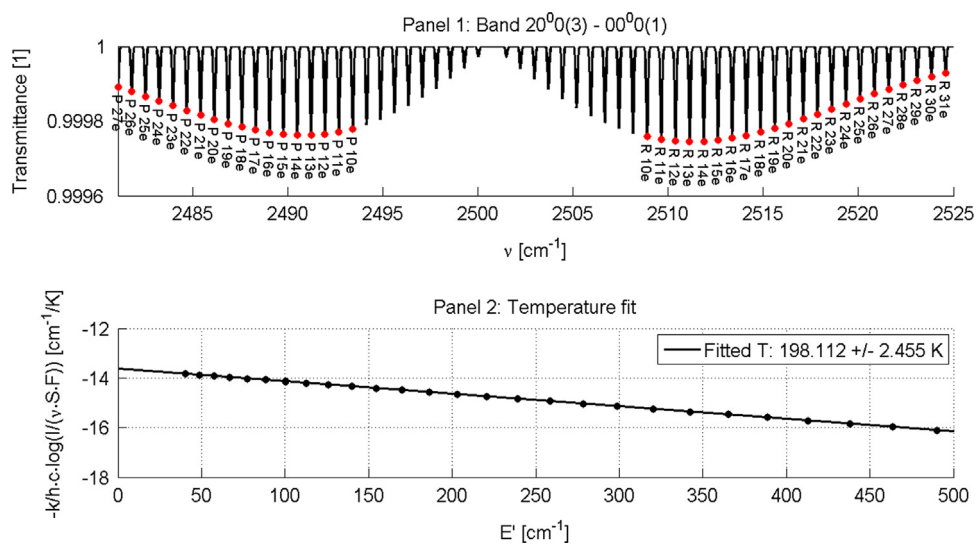 Panel 1: Band 20⁰0(3) - 00⁰0(1)
Transmittance [1]
1
0.9998
0.9996
P 27e
P 26e
P 25e
P 24e
P 23e
P 22e
P 21e
P 20e
P 19e
P 18e
P 17e
P 16e
P 15e
P 14e
P 13e
P 12e
P 11e
P 10e
R 10e
R 11e
R 12e
R 13e
R 14e
R 15e
R 16e
R 17e
R 18e
R 19e
R 20e
R 21e
R 22e
R 23e
R 24e
R 25e
R 26e
R 27e
R 28e
R 29e
R 30e
R 31e
2485 2490 2495 2500 2505 2510 2515 2520 2525
ν [cm⁻¹]
Panel 2: Temperature fit
-k/h·c·log(I/(ν·S·F)) [cm⁻¹/K]
-12
-14
-16
-18
Fitted T: 198.112 +/- 2.455 K
0 50 100 150 200 250 300 350 400 450 500
E' [cm⁻¹]